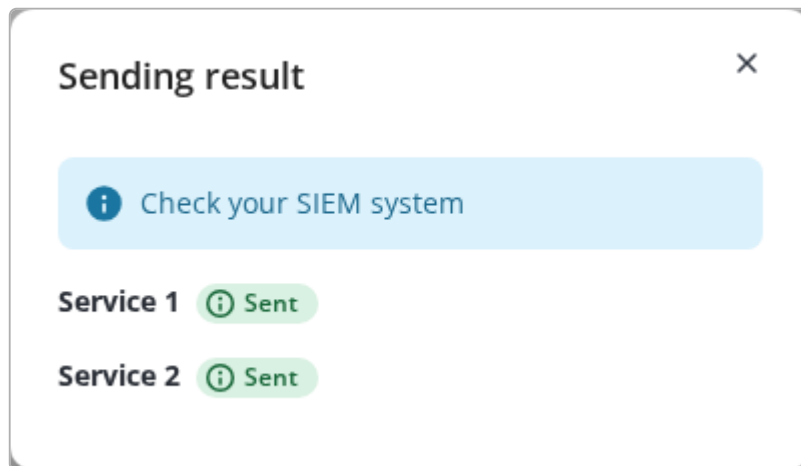 Sending result
Check your SIEM system
Service 1 Sent
Service 2 Sent